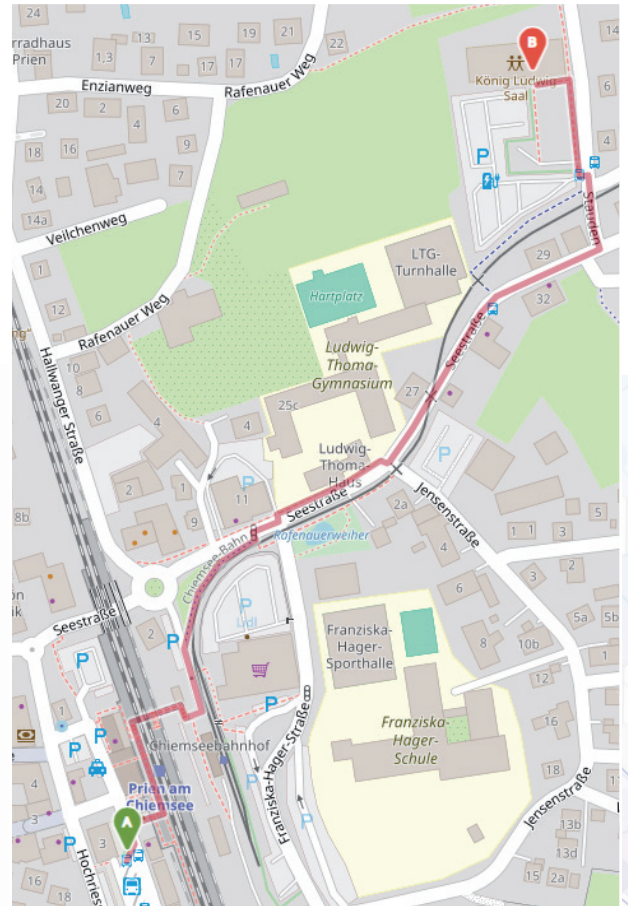 rradhaus
Prien
1,3
13
15
7
15
17
17
19
21
22
Enzianweg
Rafenauer Weg
20
2
4
6
18
16
9
7
14
14a
Veilchenweg
1
12
Rafenauer Weg
10
8
6
4
Hallwanger Straße
B
König Ludwig
Saal
6
4
P
Stauden
LTG-
Turnhalle
29
32
Hartplatz
Seestraße
Ludwig-
Thoma-
Gymnasium
27
25c
4
P
11
2
9
Ludwig-
Thoma-
Haus
P
Seestraße
Chiemsee-Bahn
Rafenauerweiher
2a
Jensenstraße
5
1
1
3
3
1
8b
Seestraße
2
P
P
Lidl
4
6
Franziska-
Hager-
Sporthalle
8
10b
5a
5b
12
16
Franziska-
Hager-
Schule
18
P
P
1
P
Chiemseebahnhof
P
Franziska-Hager-Straße
P
Prien am
Chiemsee
A
3
4
3
P
Hochries
16
18
Jensenstraße
13b
13d
15